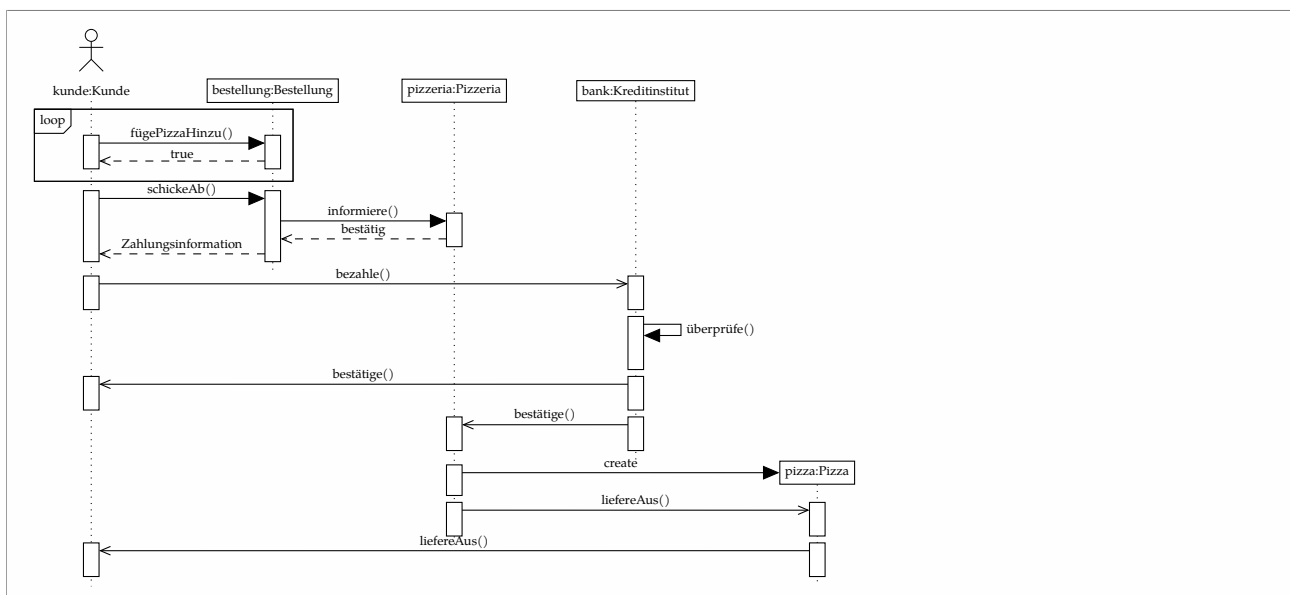 kunde:Kunde
bestellung:Bestellung
pizzeria:Pizzeria
bank:Kreditinstitut
loop
fügePizzaHinzu()
true
schickeAb()
informiere()
bestätig
Zahlungsinformation
bezahle()
überprüfe()
bestätige()
bestätige()
create
pizza:Pizza
liefereAus()
liefereAus()